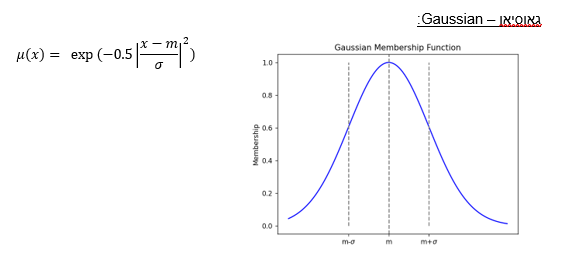 גאוסיאן – Gaussian:
μ(x) = exp (−0.5 |x − m / σ|²)
Gaussian Membership Function
Membership
1.0
0.8
0.6
0.4
0.2
0.0
m-σ m m+σ